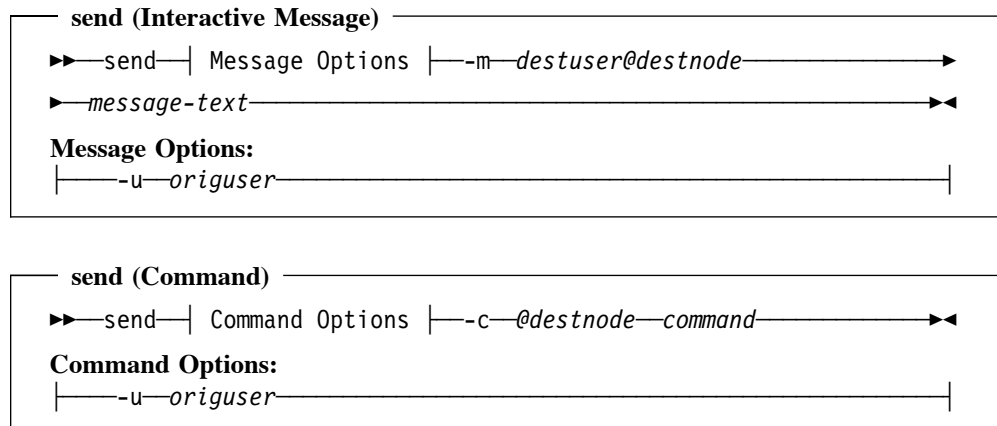 send (Interactive Message)
►►──send──┤ Message Options ├──-m──destuser@destnode──►
►──message-text──►◄
Message Options:
├──-u──origuser──┤
send (Command)
►►──send──┤ Command Options ├──-c──@destnode──command──►◄
Command Options:
├──-u──origuser──┤